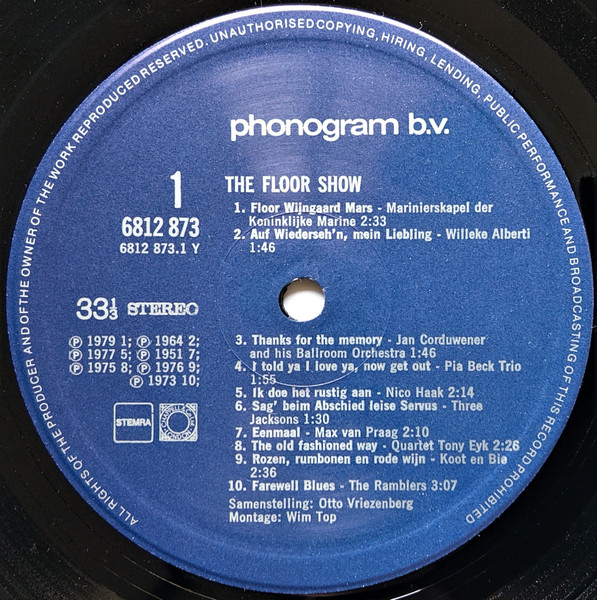 ALL RIGHTS OF THE PRODUCER AND OF THE OWNER OF THE WORK REPRODUCED RESERVED. UNAUTHORISED COPYING, HIRING, LENDING, PUBLIC PERFORMANCE AND BROADCASTING OF THIS RECORD PROHIBITED
phonogram b.v.
1
6812 873
6812 873.1 Y
THE FLOOR SHOW
1. Floor Wijngaard Mars - Marinierskapel der
Koninklijke Marine 2:33
2. Auf Wiederseh'n, mein Liebling - Willeke Alberti
1:46
33⅓ STEREO
Ⓟ 1979 1; Ⓟ 1964 2;
Ⓟ 1977 5; Ⓟ 1951 7;
Ⓟ 1975 8; Ⓟ 1976 9;
Ⓟ 1973 10;
STEMRA
CHAPPELL & CO LTD
LONDON
3. Thanks for the memory - Jan Corduwener
and his Ballroom Orchestra 1:46
4. I told ya I love ya, now get out - Pia Beck Trio
1:55
5. Ik doe het rustig aan - Nico Haak 2:14
6. Sag' beim Abschied leise Servus - Three
Jacksons 1:30
7. Eenmaal - Max van Praag 2:10
8. The old fashioned way - Quartet Tony Eyk 2:26
9. Rozen, rumbonen en rode wijn - Koot en Bie
2:36
10. Farewell Blues - The Ramblers 3:07
Samenstelling: Otto Vriezenberg
Montage: Wim Top